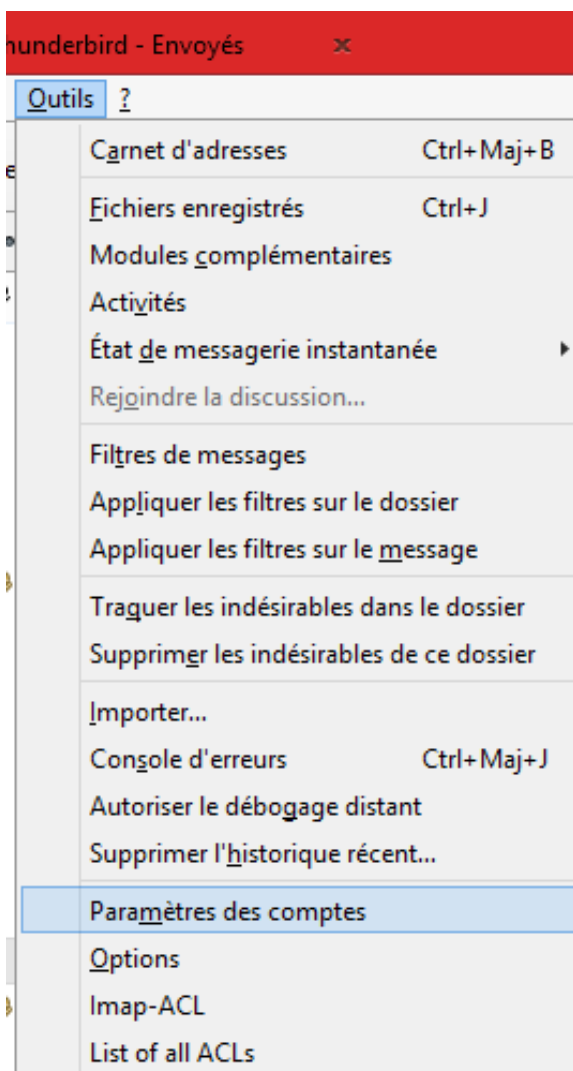 hunderbird - Envoyés
Outils ?
Carnet d'adresses Ctrl+Maj+B
Fichiers enregistrés Ctrl+J
Modules complémentaires
Activités
État de messagerie instantanée
Rejoindre la discussion...
Filtres de messages
Appliquer les filtres sur le dossier
Appliquer les filtres sur le message
Traquer les indésirables dans le dossier
Supprimer les indésirables de ce dossier
Importer...
Console d'erreurs Ctrl+Maj+J
Autoriser le débogage distant
Supprimer l'historique récent...
Paramètres des comptes
Options
Imap-ACL
List of all ACLs